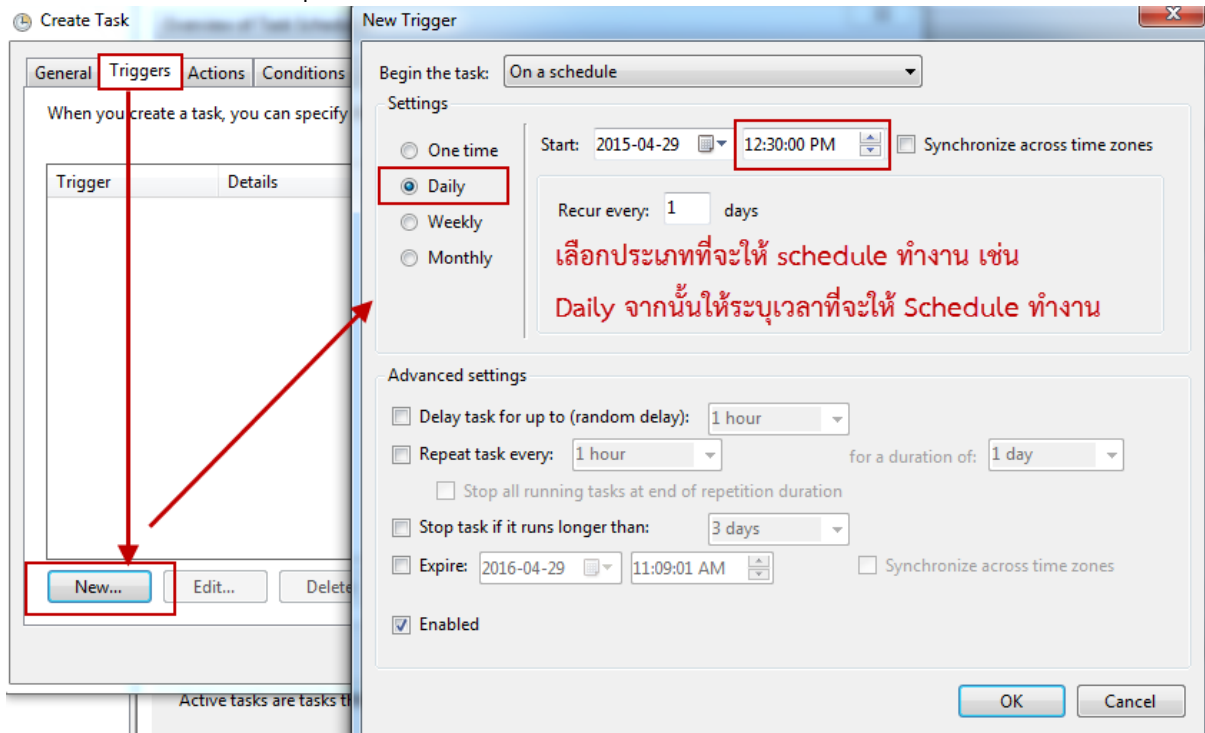 Create Task
New Trigger
General Triggers Actions Conditions
When you create a task, you can specify
Trigger Details
New... Edit... Delete
Active tasks are tasks
Begin the task: On a schedule
Settings
One time
Daily
Weekly
Monthly
Start: 2015-04-29 12:30:00 PM Synchronize across time zones
Recur every: 1 days
เลือกประเภทที่จะให้ schedule ทำงาน เช่น
Daily จากนั้นให้ระบุเวลาที่จะให้ Schedule ทำงาน
Advanced settings
Delay task for up to (random delay): 1 hour
Repeat task every: 1 hour for a duration of: 1 day
Stop all running tasks at end of repetition duration
Stop task if it runs longer than: 3 days
Expire: 2016-04-29 11:09:01 AM Synchronize across time zones
Enabled
OK Cancel